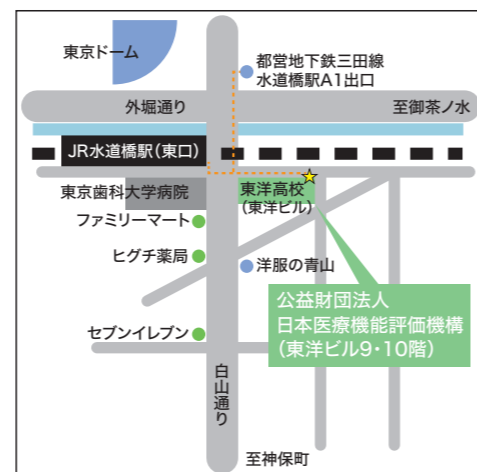 東京ドーム
都営地下鉄三田線
水道橋駅A1出口
外堀通り
至御茶ノ水
JR水道橋駅（東口）
東京歯科大学病院
東洋高校
（東洋ビル）
ファミリーマート
ヒグチ薬局
洋服の青山
公益財団法人
日本医療機能評価機構
（東洋ビル9・10階）
セブンイレブン
白山通り
至神保町